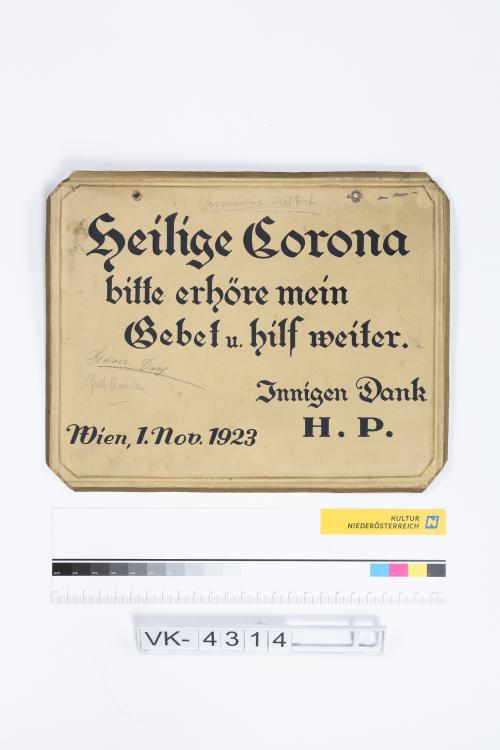 Heilige Corona
bitte erhöre mein
Gebet u. hilf weiter.
Innigen Dank
H. P.
Wien, 1. Nov. 1923
KULTUR
NIEDERÖSTERREICH N
VK-4314